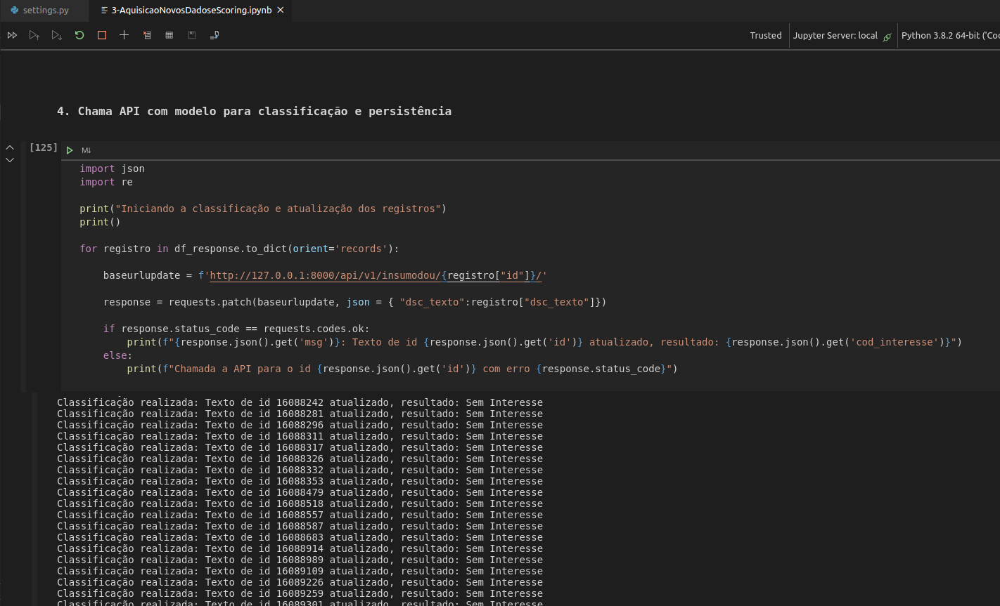 settings.py
3-AquisicaoNovosDadoseScoring.ipynb
Trusted
Jupyter Server: local
Python 3.8.2 64-bit ('Coo
4. Chama API com modelo para classificação e persistência
[125]
M↓
import json
import re
print("Iniciando a classificação e atualização dos registros")
print()
for registro in df_response.to_dict(orient='records'):
baseurlupdate = f'http://127.0.0.1:8000/api/v1/insumodou/{registro["id"]}/'
response = requests.patch(baseurlupdate, json = { "dsc_texto":registro["dsc_texto"]})
if response.status_code == requests.codes.ok:
print(f"{response.json().get('msg')}: Texto de id {response.json().get('id')} atualizado, resultado: {response.json().get('cod_interesse')}")
else:
print(f"Chamada a API para o id {response.json().get('id')} com erro {response.status_code}")
Classificação realizada: Texto de id 16088242 atualizado, resultado: Sem Interesse
Classificação realizada: Texto de id 16088281 atualizado, resultado: Sem Interesse
Classificação realizada: Texto de id 16088296 atualizado, resultado: Sem Interesse
Classificação realizada: Texto de id 16088311 atualizado, resultado: Sem Interesse
Classificação realizada: Texto de id 16088317 atualizado, resultado: Sem Interesse
Classificação realizada: Texto de id 16088326 atualizado, resultado: Sem Interesse
Classificação realizada: Texto de id 16088332 atualizado, resultado: Sem Interesse
Classificação realizada: Texto de id 16088353 atualizado, resultado: Sem Interesse
Classificação realizada: Texto de id 16088479 atualizado, resultado: Sem Interesse
Classificação realizada: Texto de id 16088518 atualizado, resultado: Sem Interesse
Classificação realizada: Texto de id 16088557 atualizado, resultado: Sem Interesse
Classificação realizada: Texto de id 16088587 atualizado, resultado: Sem Interesse
Classificação realizada: Texto de id 16088683 atualizado, resultado: Sem Interesse
Classificação realizada: Texto de id 16088914 atualizado, resultado: Sem Interesse
Classificação realizada: Texto de id 16088989 atualizado, resultado: Sem Interesse
Classificação realizada: Texto de id 16089109 atualizado, resultado: Sem Interesse
Classificação realizada: Texto de id 16089226 atualizado, resultado: Sem Interesse
Classificação realizada: Texto de id 16089259 atualizado, resultado: Sem Interesse
Classificação realizada: Texto de id 16089301 atualizado, resultado: Sem Interesse